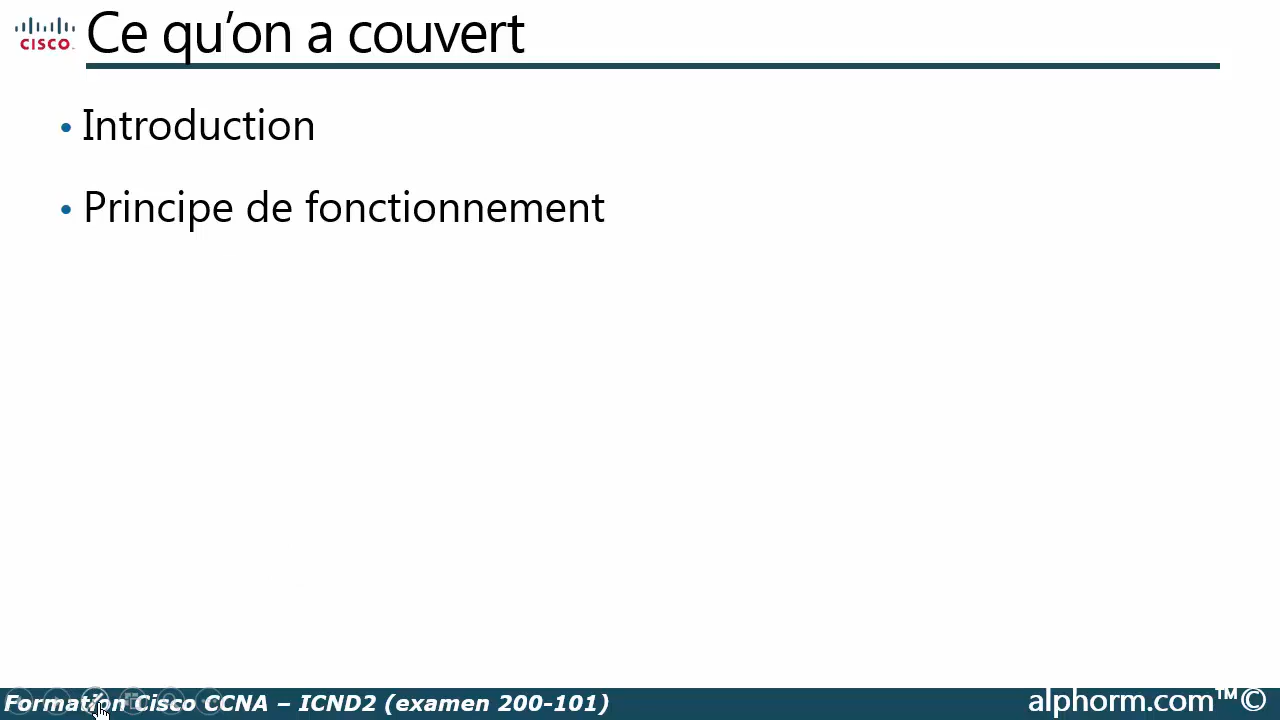 CISCO
Ce qu'on a couvert
• Introduction
• Principe de fonctionnement
Formation Cisco CCNA – ICND2 (examen 200-101)
alphorm.com™©